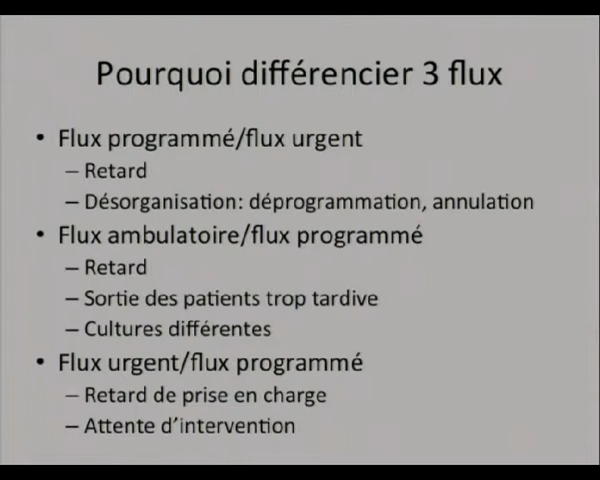 Pourquoi différencier 3 flux
• Flux programmé/flux urgent
– Retard
– Désorganisation: déprogrammation, annulation
• Flux ambulatoire/flux programmé
– Retard
– Sortie des patients trop tardive
– Cultures différentes
• Flux urgent/flux programmé
– Retard de prise en charge
– Attente d'intervention